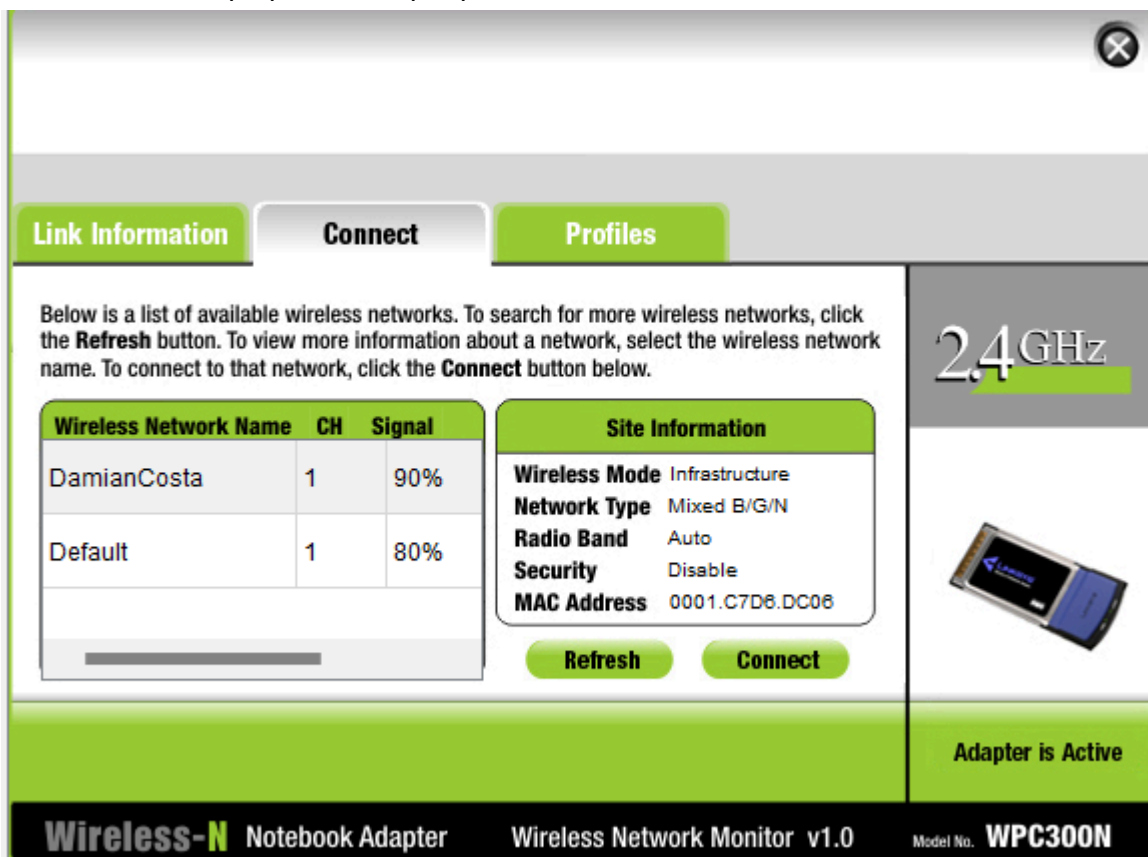 Link Information
Connect
Profiles
Below is a list of available wireless networks. To search for more wireless networks, click
the Refresh button. To view more information about a network, select the wireless network
name. To connect to that network, click the Connect button below.
2.4GHz
Wireless Network Name CH Signal
DamianCosta 1 90%
Default 1 80%
Site Information
Wireless Mode Infrastructure
Network Type Mixed B/G/N
Radio Band Auto
Security Disable
MAC Address 0001.C7D6.DC06
Refresh
Connect
Adapter is Active
Wireless-N Notebook Adapter Wireless Network Monitor v1.0 Model No. WPC300N